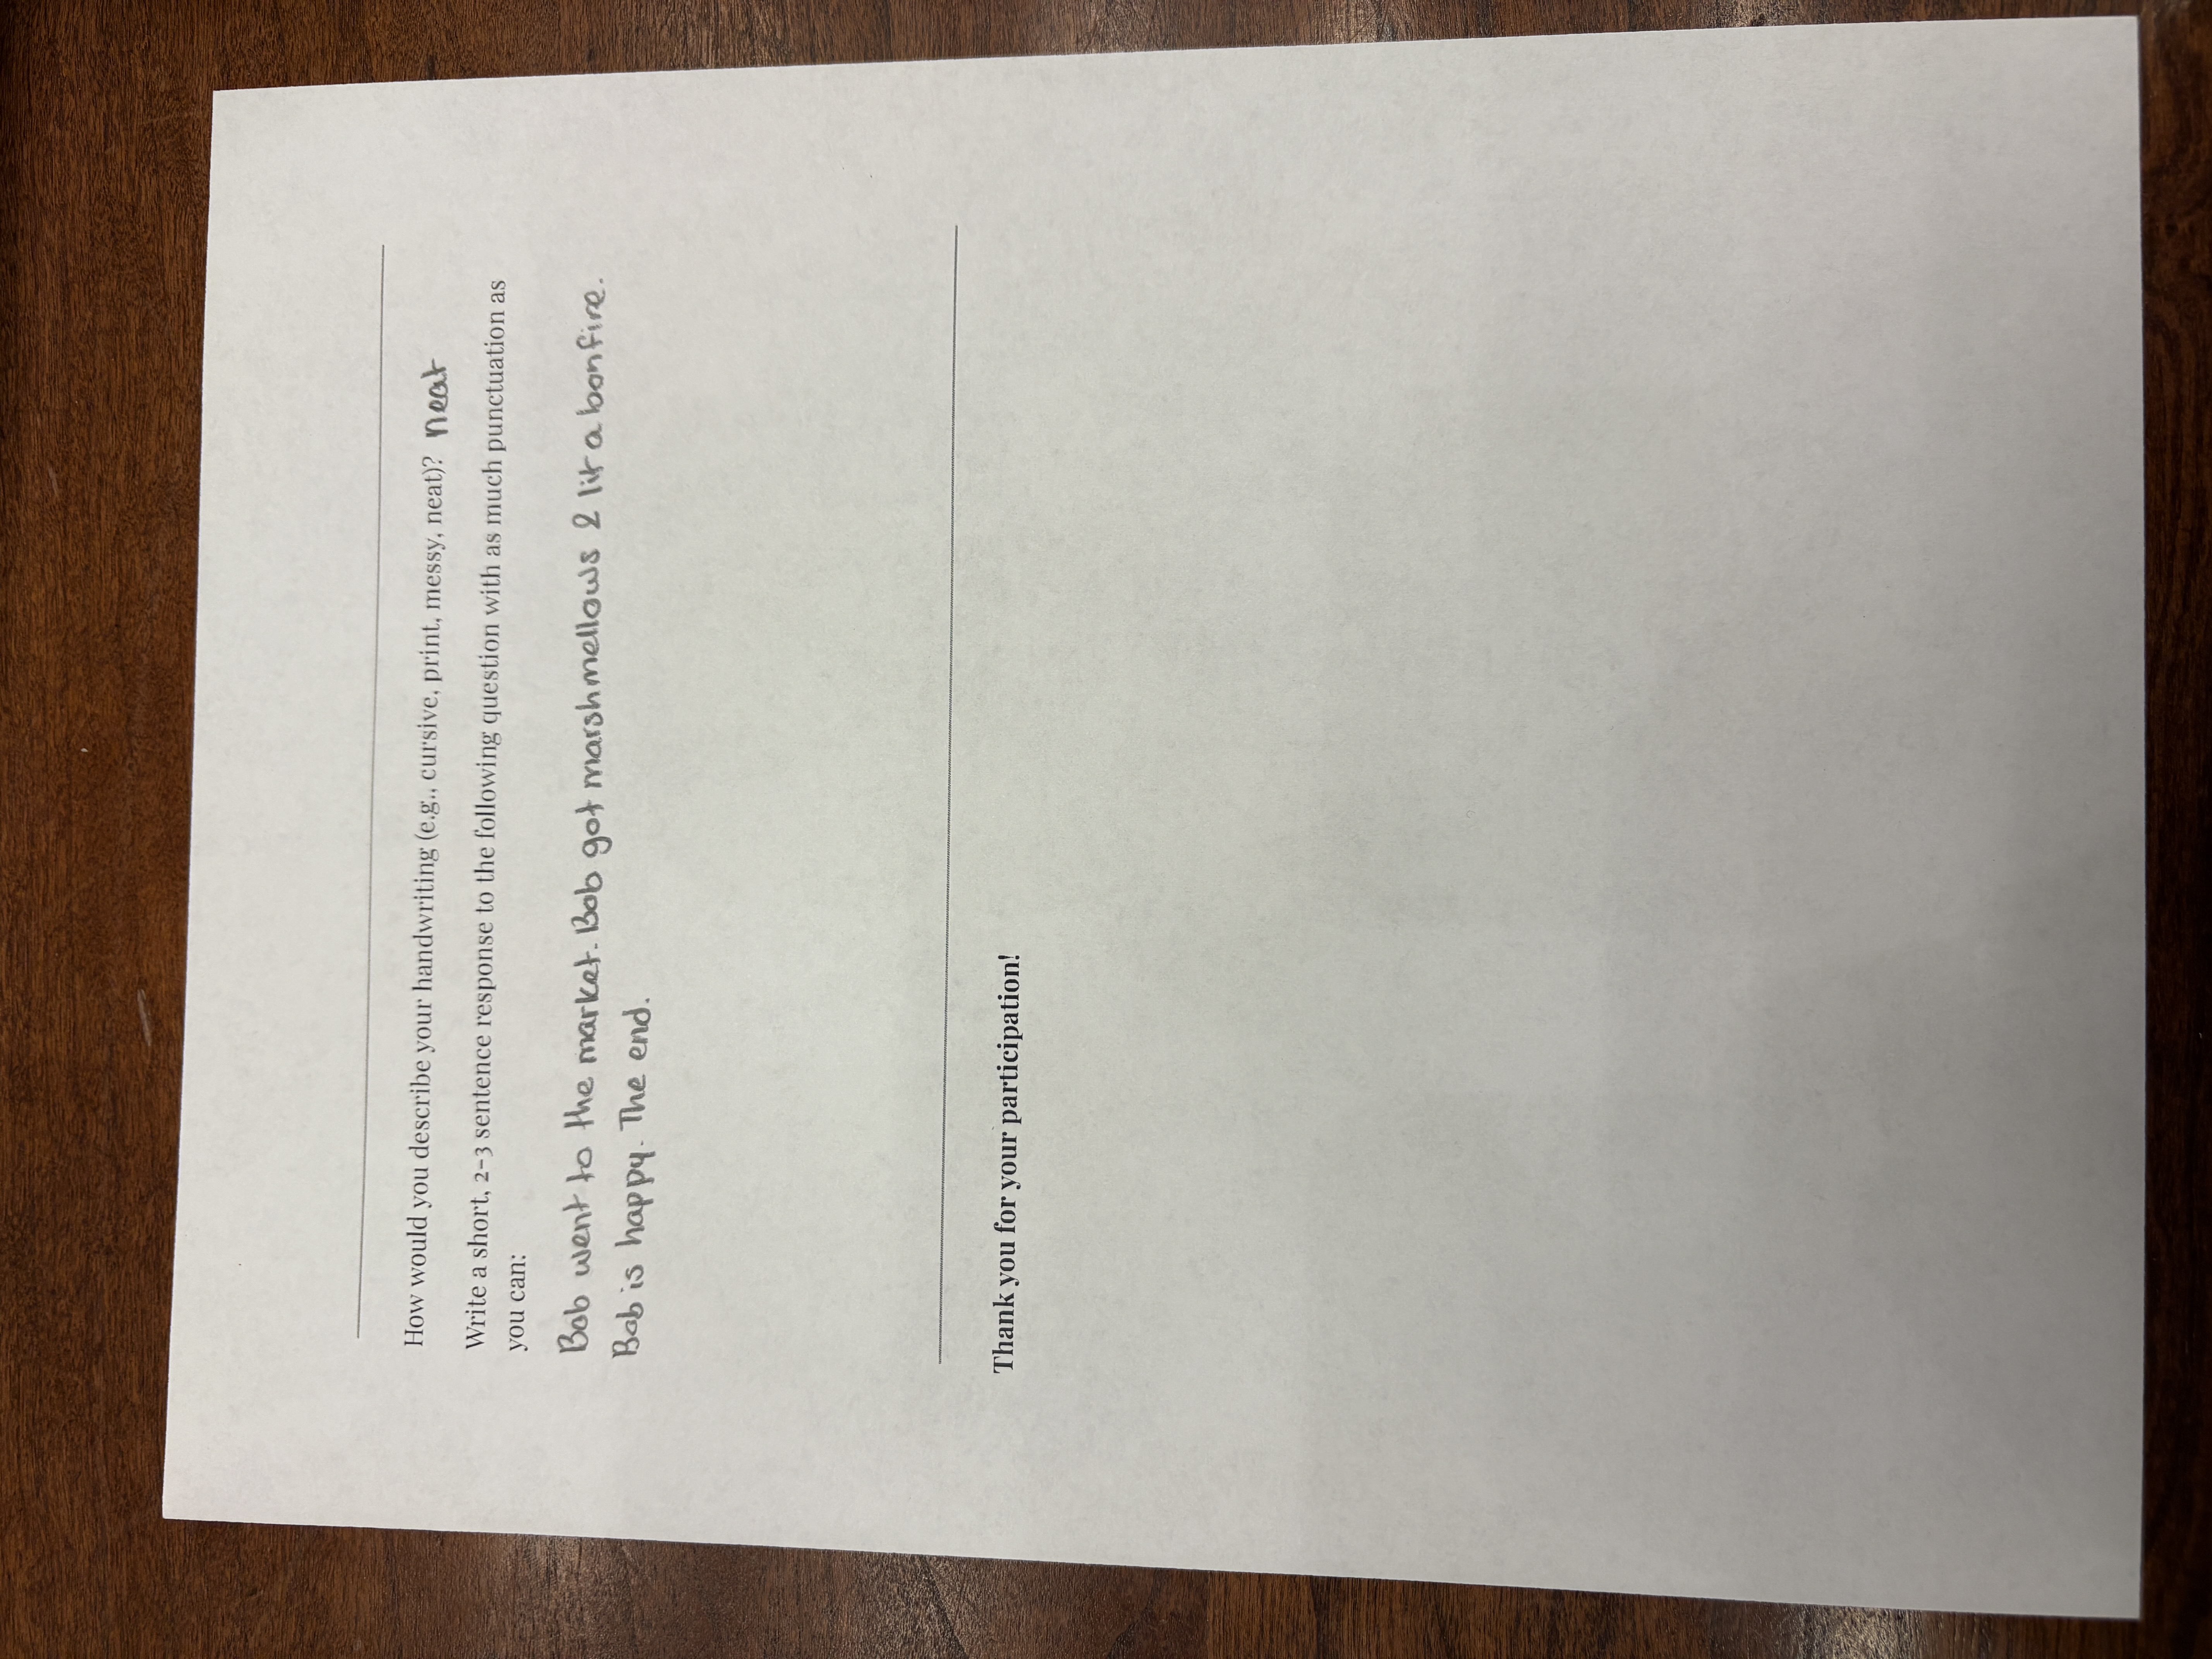 How would you describe your handwriting (e.g., cursive, print, messy, neat)? neat
Write a short, 2-3 sentence response to the following question with as much punctuation as
you can:
Bob went to the market. Bob got marshmellows & lit a bonfire.
Bob is happy. The end.
Thank you for your participation!